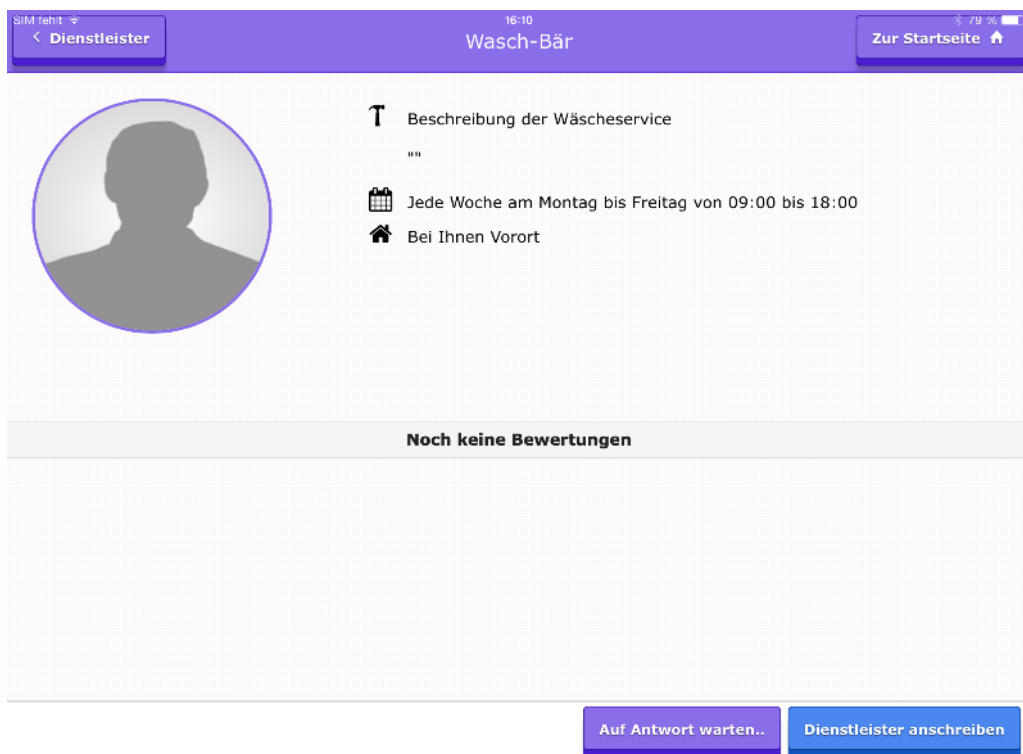 SIM fehlt
16:10
79 %
Dienstleister
Wasch-Bär
Zur Startseite
Beschreibung der Wäscheservice
""
Jede Woche am Montag bis Freitag von 09:00 bis 18:00
Bei Ihnen Vorort
Noch keine Bewertungen
Auf Antwort warten..
Dienstleister anschreiben